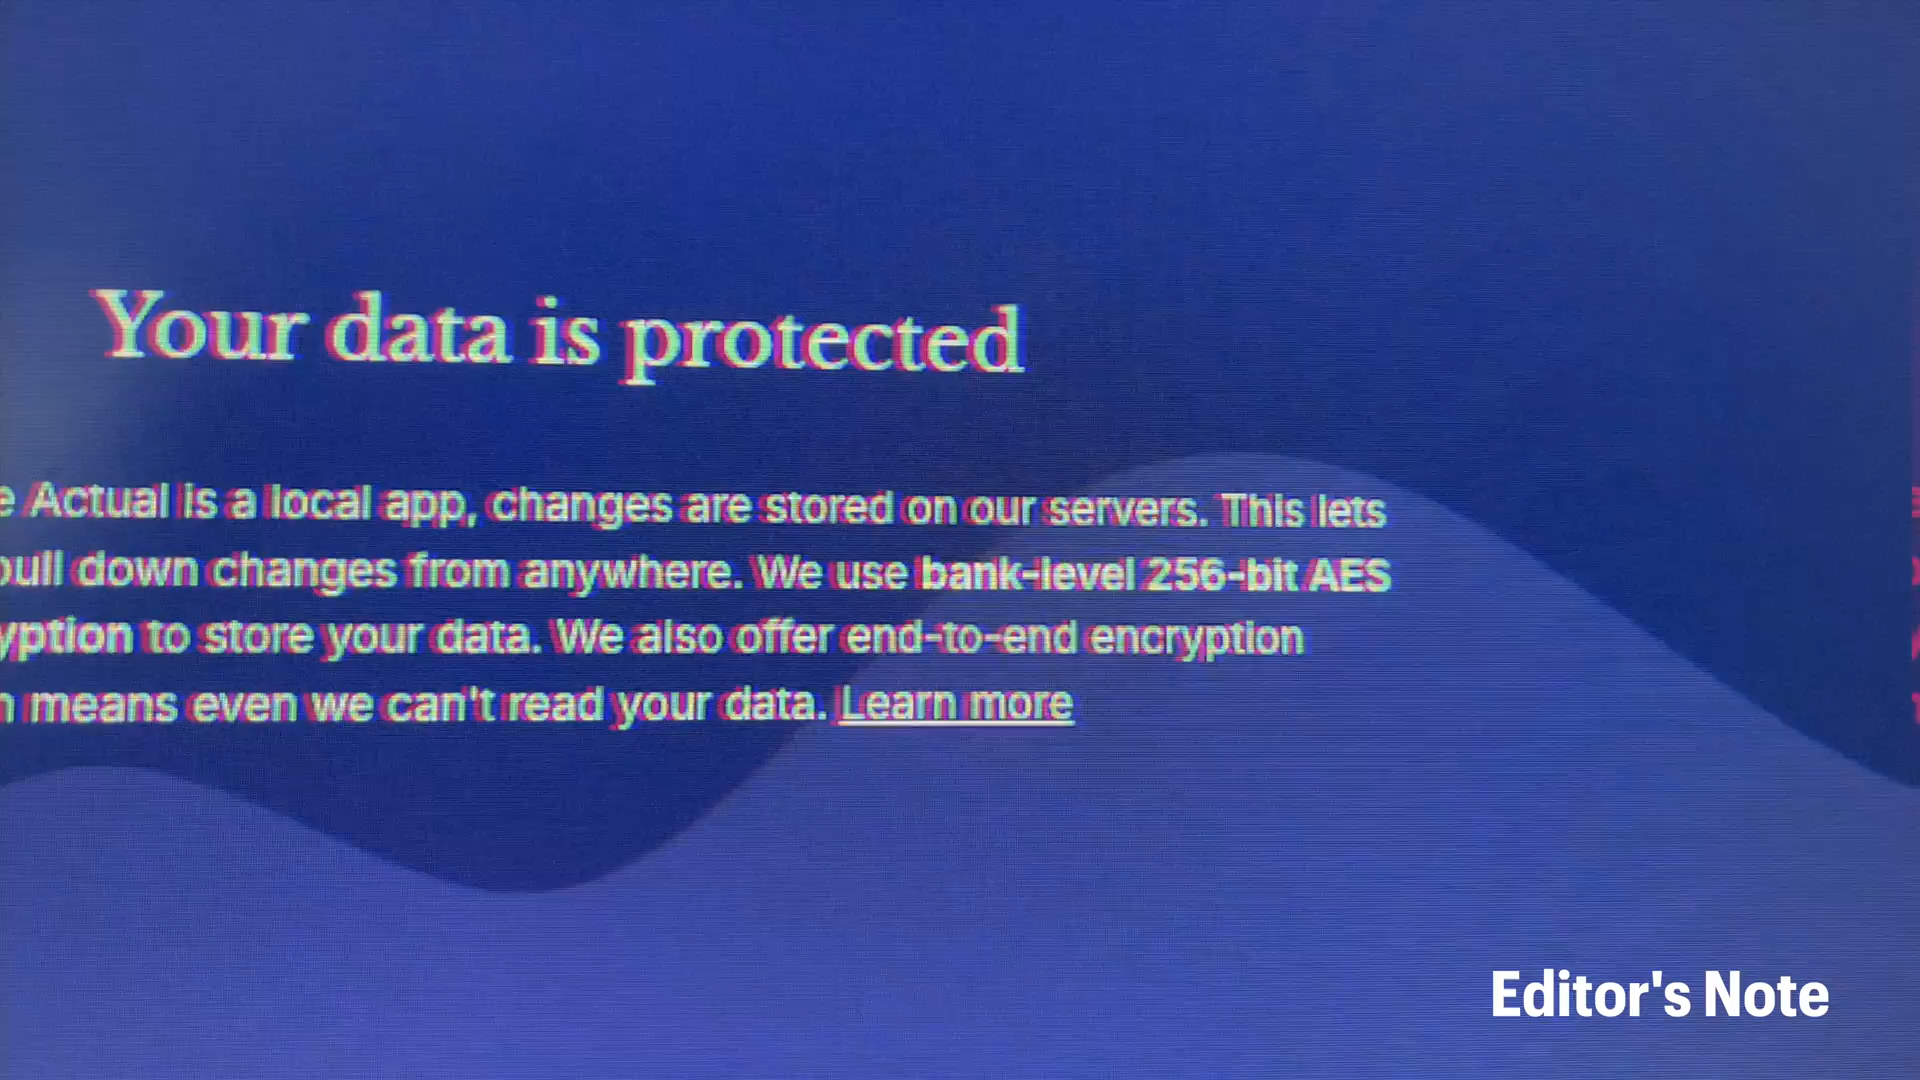 Your data is protected
e Actual is a local app, changes are stored on our servers. This lets
pull down changes from anywhere. We use bank-level 256-bit AES
yption to store your data. We also offer end-to-end encryption
h means even we can't read your data. Learn more
Editor's Note